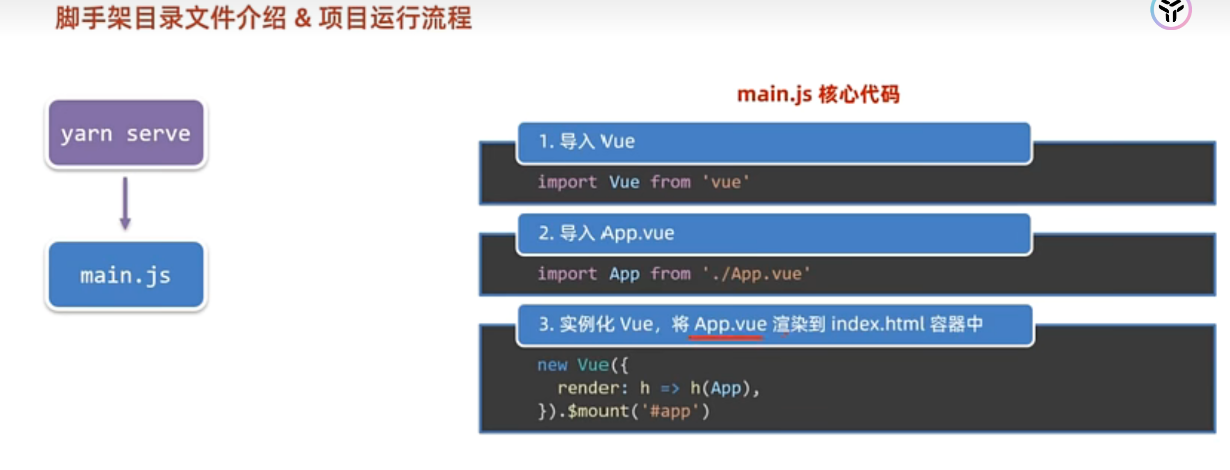 脚手架目录文件介绍 & 项目运行流程
yarn serve
main.js
main.js 核心代码
1. 导入 Vue
import Vue from 'vue'
2. 导入 App.vue
import App from './App.vue'
3. 实例化 Vue，将 App.vue 渲染到 index.html 容器中
new Vue({
  render: h => h(App),
}).$mount('#app')